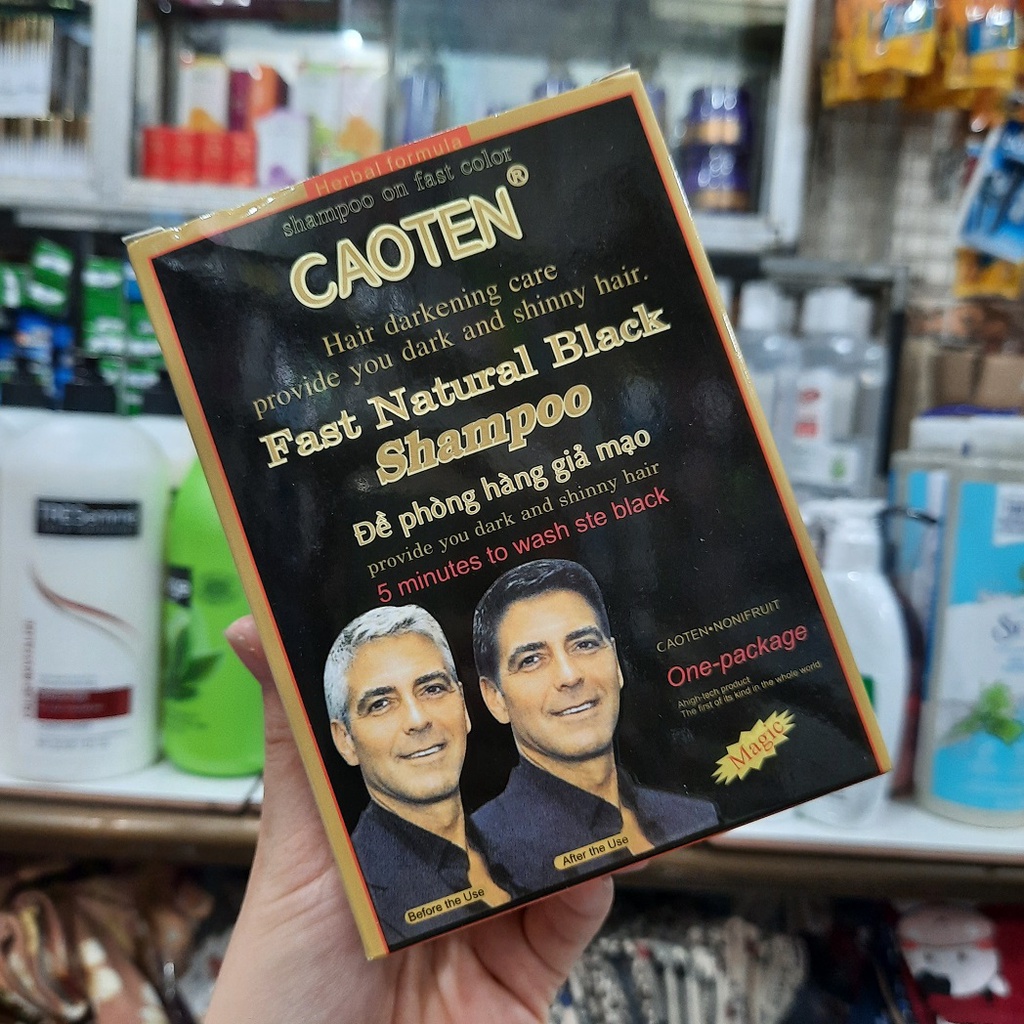 Herbal formula
shampoo on fast color
CAOTEN®
Hair darkening care
provide you dark and shinny hair.
Fast Natural Black
Shampoo
Đề phòng hàng giả mạo
provide you dark and shinny hair
5 minutes to wash ste black
CAOTEN•NONIFRUIT
One-package
Ahigh-tech product
The first of its kind in the whole world
Magic
Before the Use
After the Use